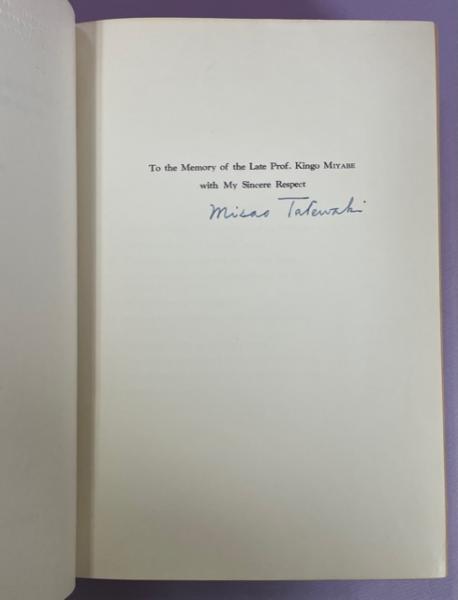 To the Memory of the Late Prof. Kingo MIYABE
with My Sincere Respect
Misao Tatewaki